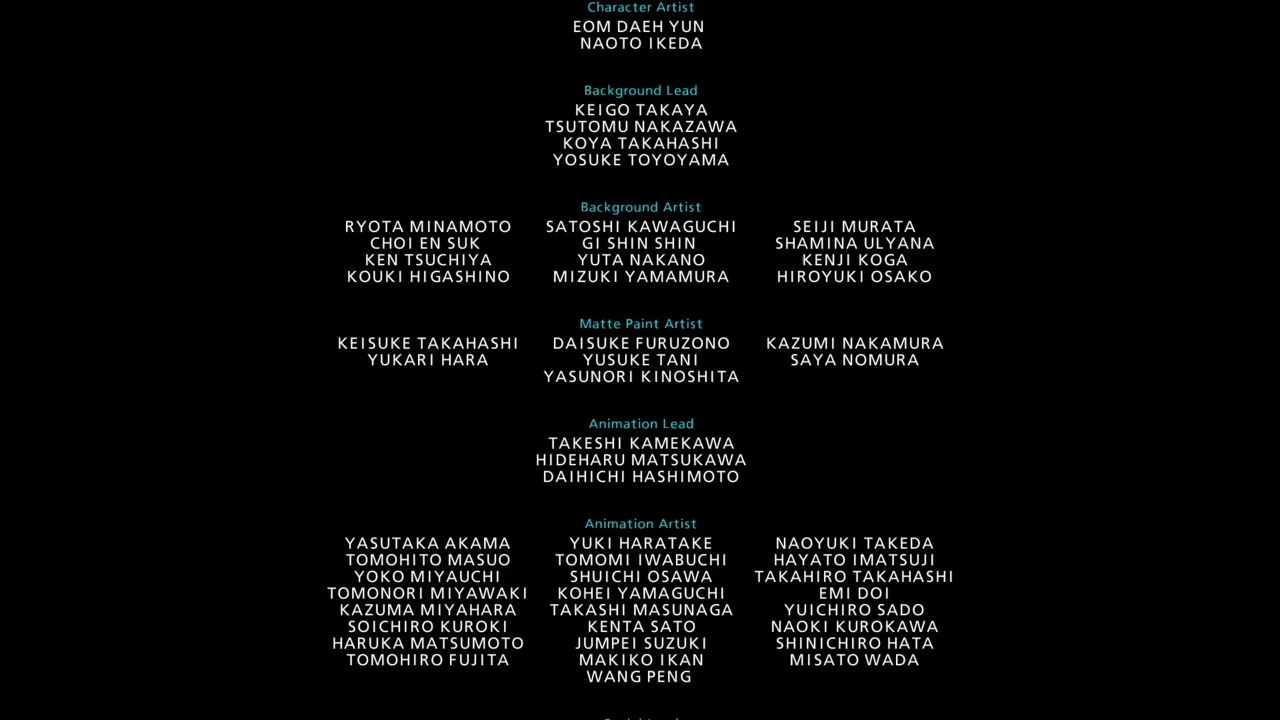 Character Artist
EOM DAEH YUN
NAOTO IKEDA
Background Lead
KEIGO TAKAYA
TSUTOMU NAKAZAWA
KOYA TAKAHASHI
YOSUKE TOYOYAMA
Background Artist
RYOTA MINAMOTO SATOSHI KAWAGUCHI SEIJI MURATA
CHOI EN SUK GI SHIN SHIN SHAMINA ULYANA
KEN TSUCHIYA YUTA NAKANO KENJI KOGA
KOUKI HIGASHINO MIZUKI YAMAMURA HIROYUKI OSAKO
Matte Paint Artist
KEISUKE TAKAHASHI DAISUKE FURUZONO KAZUMI NAKAMURA
YUKARI HARA YUSUKE TANI SAYA NOMURA
YASUNORI KINOSHITA
Animation Lead
TAKESHI KAMEKAWA
HIDEHARU MATSUKAWA
DAIHICHI HASHIMOTO
Animation Artist
YASUTAKA AKAMA YUKI HARATAKE NAOYUKI TAKEDA
TOMOHITO MASUO TOMOMI IWABUCHI HAYATO IMATSUJI
YOKO MIYAUCHI SHUICHI OSAWA TAKAHIRO TAKAHASHI
TOMONORI MIYAWAKI KOHEI YAMAGUCHI EMI DOI
KAZUMA MIYAHARA TAKASHI MASUNAGA YUICHIRO SADO
SOICHIRO KUROKI KENTA SATO NAOKI KUROKAWA
HARUKA MATSUMOTO JUMPEI SUZUKI SHINICHIRO HATA
TOMOHIRO FUJITA MAKIKO IKAN MISATO WADA
WANG PENG